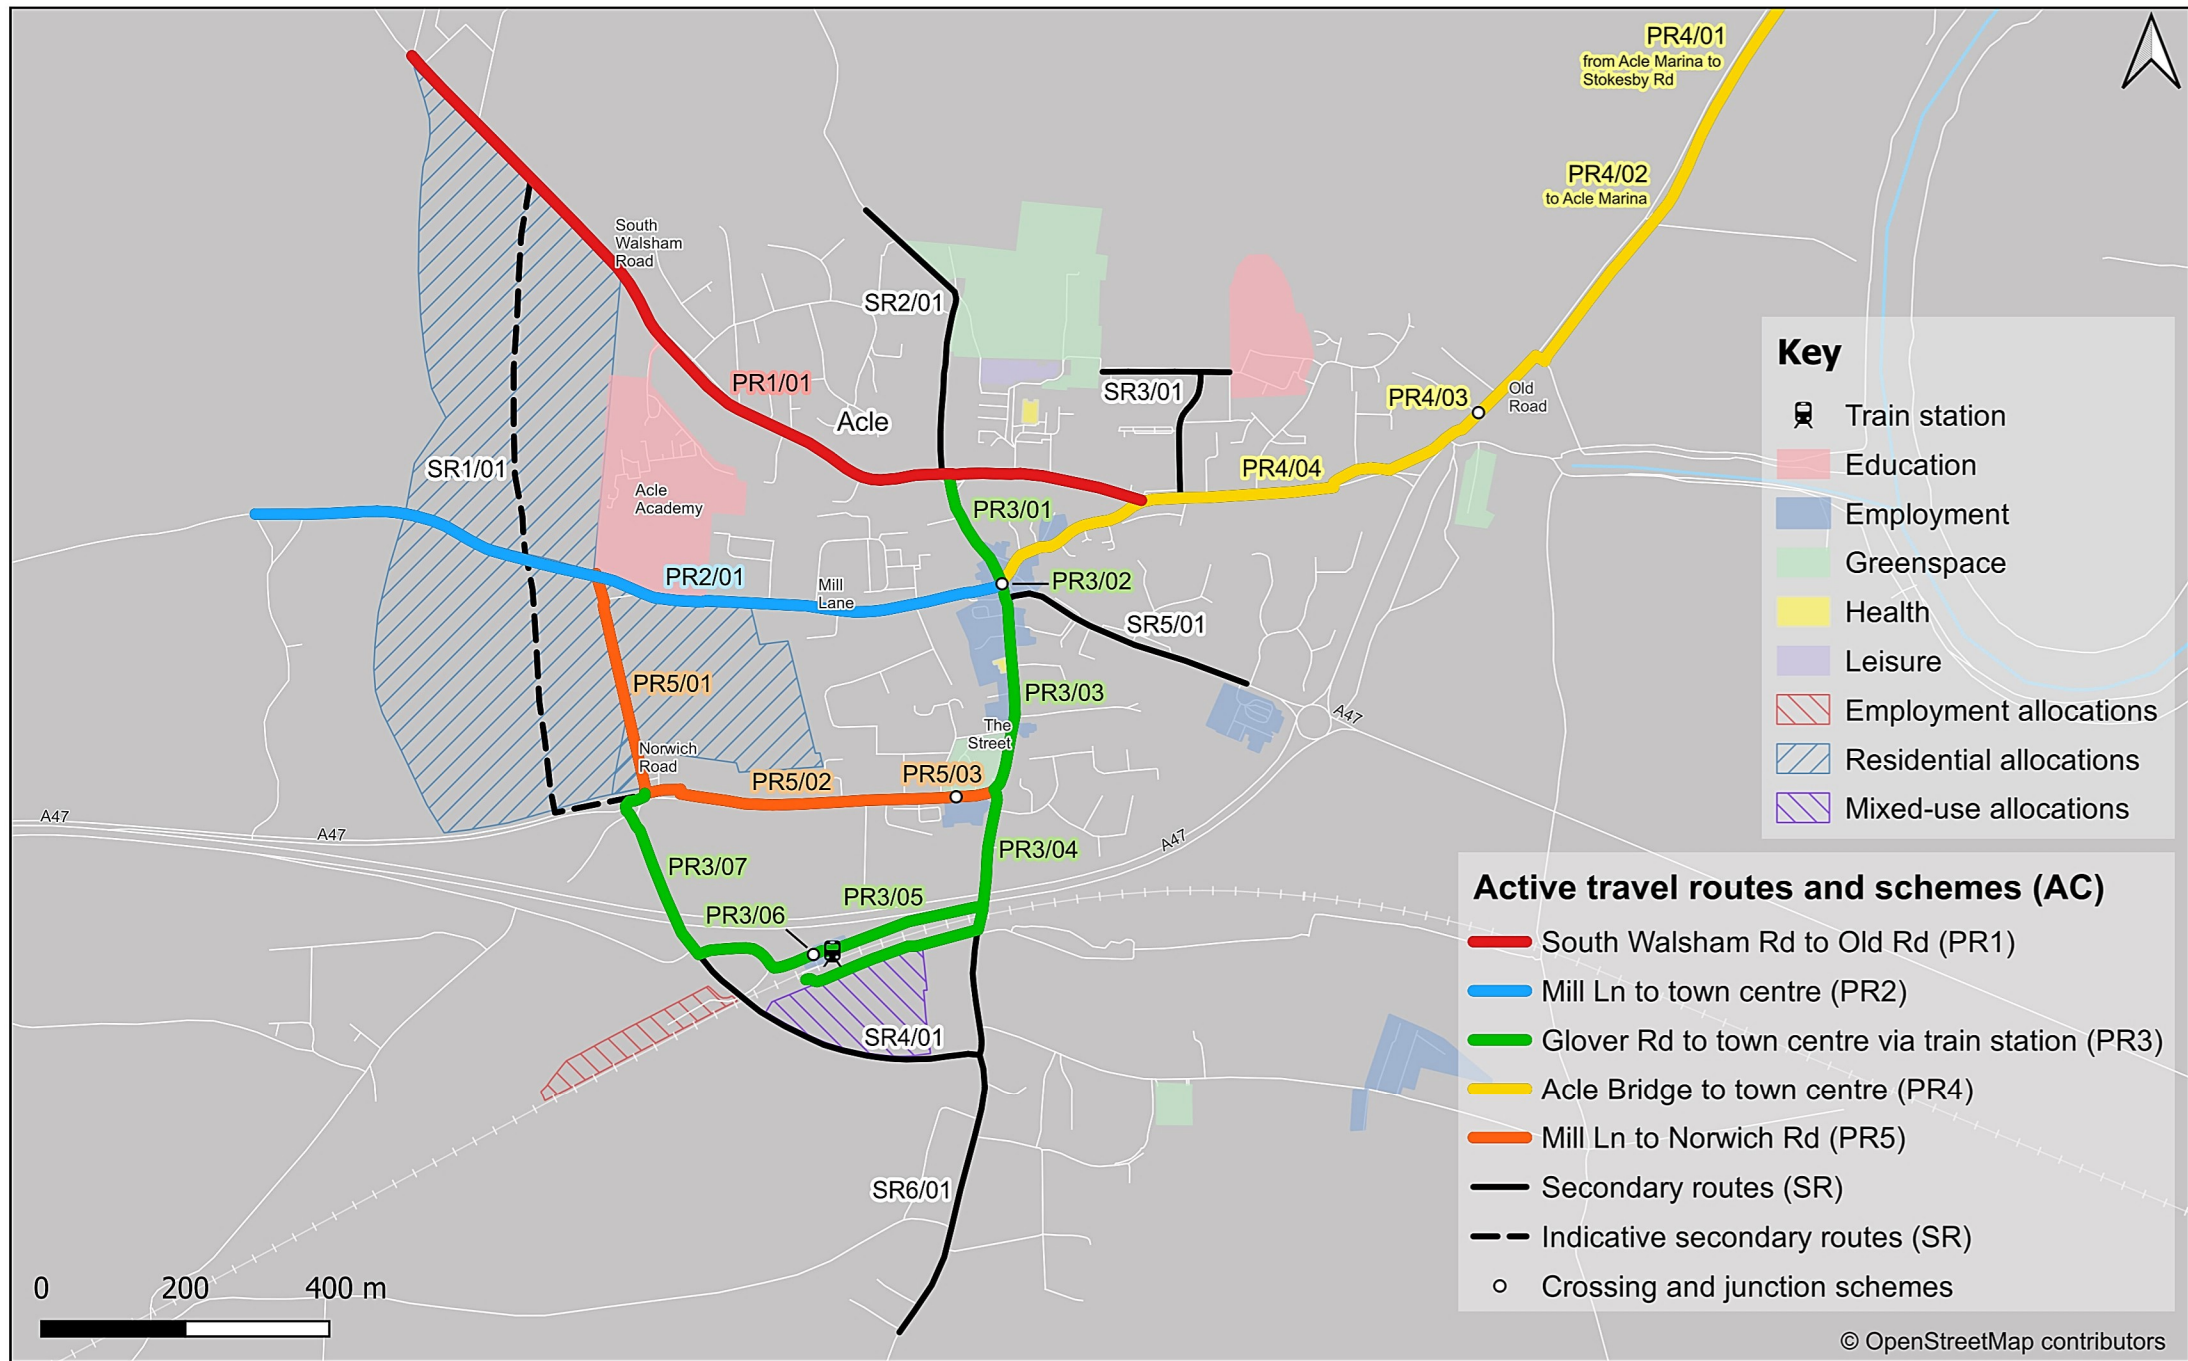 PR4/01
from Acle Marina to
Stokesby Rd
PR4/02
to Acle Marina
South
Walsham
Road
SR2/01
PR1/01
Acle
SR3/01
PR4/03
Old
Road
SR1/01
PR4/04
Acle
Academy
PR3/01
PR2/01
Mill
Lane
PR3/02
SR5/01
PR5/01
PR3/03
A47
The
Street
Norwich
Road
PR5/02
PR5/03
A47
A47
A47
PR3/04
PR3/07
PR3/05
PR3/06
SR4/01
SR6/01
Key
Train station
Education
Employment
Greenspace
Health
Leisure
Employment allocations
Residential allocations
Mixed-use allocations
Active travel routes and schemes (AC)
South Walsham Rd to Old Rd (PR1)
Mill Ln to town centre (PR2)
Glover Rd to town centre via train station (PR3)
Acle Bridge to town centre (PR4)
Mill Ln to Norwich Rd (PR5)
Secondary routes (SR)
Indicative secondary routes (SR)
Crossing and junction schemes
0 200 400 m
© OpenStreetMap contributors